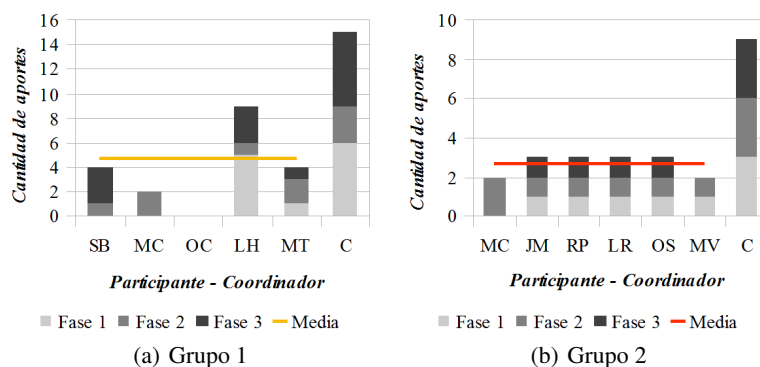 16
14
12
10
8
6
4
2
0
Cantidad de aportes
SB MC OC LH MT C
Participante - Coordinador
Fase 1 Fase 2 Fase 3 Media
(a) Grupo 1
10
8
6
4
2
0
Cantidad de aportes
MC JM RP LR OS MV C
Participante - Coordinador
Fase 1 Fase 2 Fase 3 Media
(b) Grupo 2